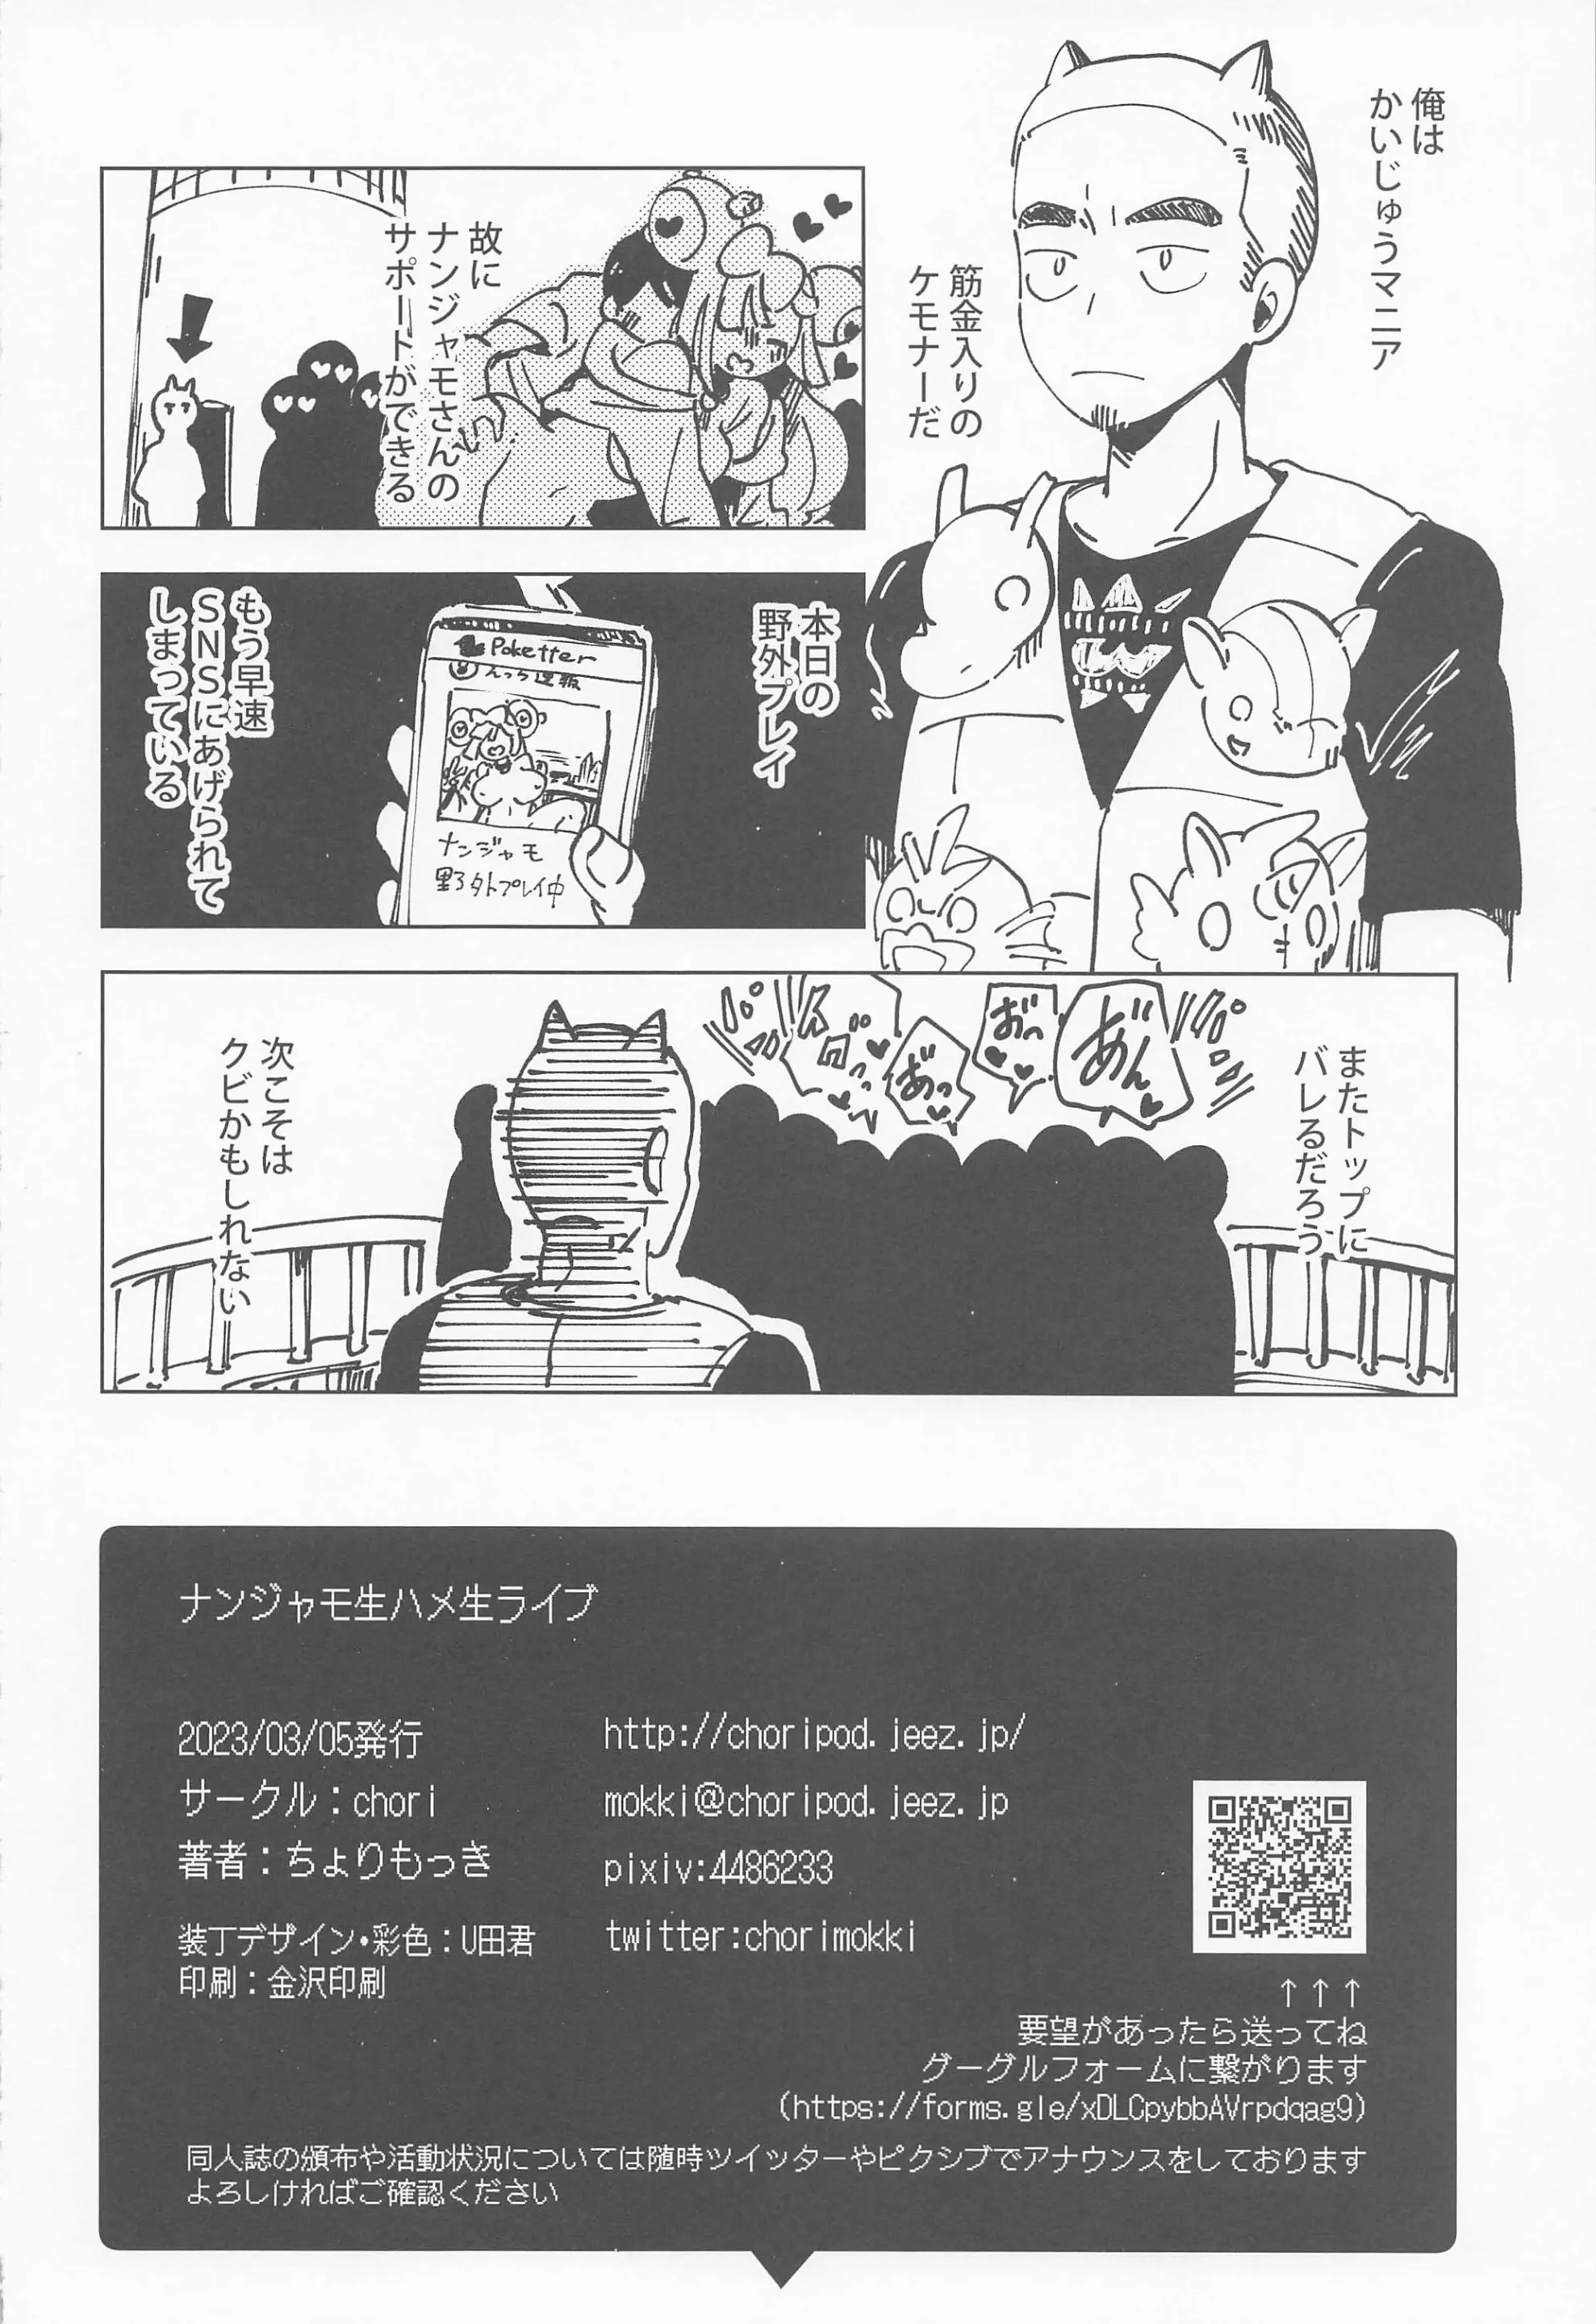 俺は
かいじゅうマニア
筋金入りの
ケモナーだ
故に
ナンジャモさんの
サポートができる
本日の
野外プレイ
Poketter
えっち速報
ナンジャモ
野外プレイ中
もう早速
SNSにあげられて
しまっている
またトップに
バレるだろう
あ゛ん♥
お゛っ♥♥
あ゛っ♥
次こそは
クビかもしれない
ナンジャモ生ハメ生ライブ
2023/03/05発行
サークル：chori
著者：ちょりもっき
装丁デザイン・彩色：U田君
印刷：金沢印刷
http://choripod.jeez.jp/
mokki@choripod.jeez.jp
pixiv:4486233
twitter:chorimokki
↑↑↑
要望があったら送ってね
グーグルフォームに繋がります
(https://forms.gle/xDLCpybbAVrpdqag9)
同人誌の頒布や活動状況については随時ツイッターやピクシブでアナウンスをしております
よろしければご確認ください